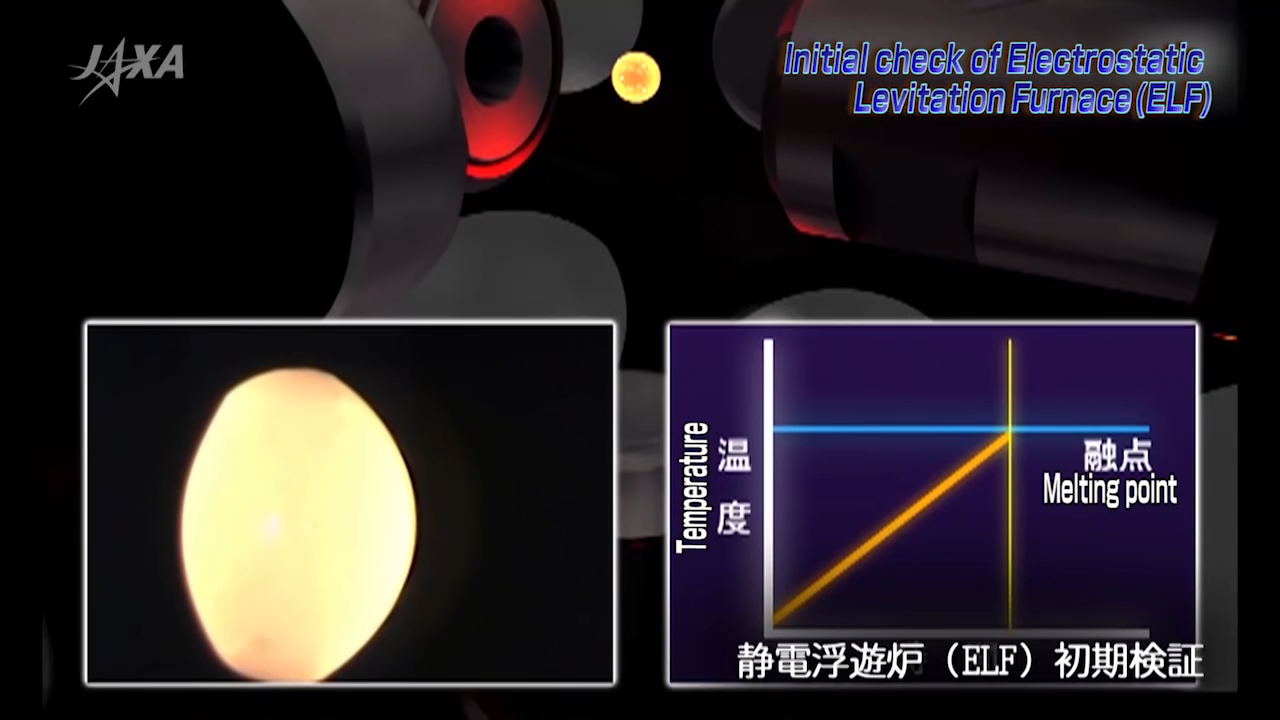 JAXA
Initial check of Electrostatic
Levitation Furnace (ELF)
Temperature
温度
融点
Melting point
静電浮遊炉（ELF）初期検証